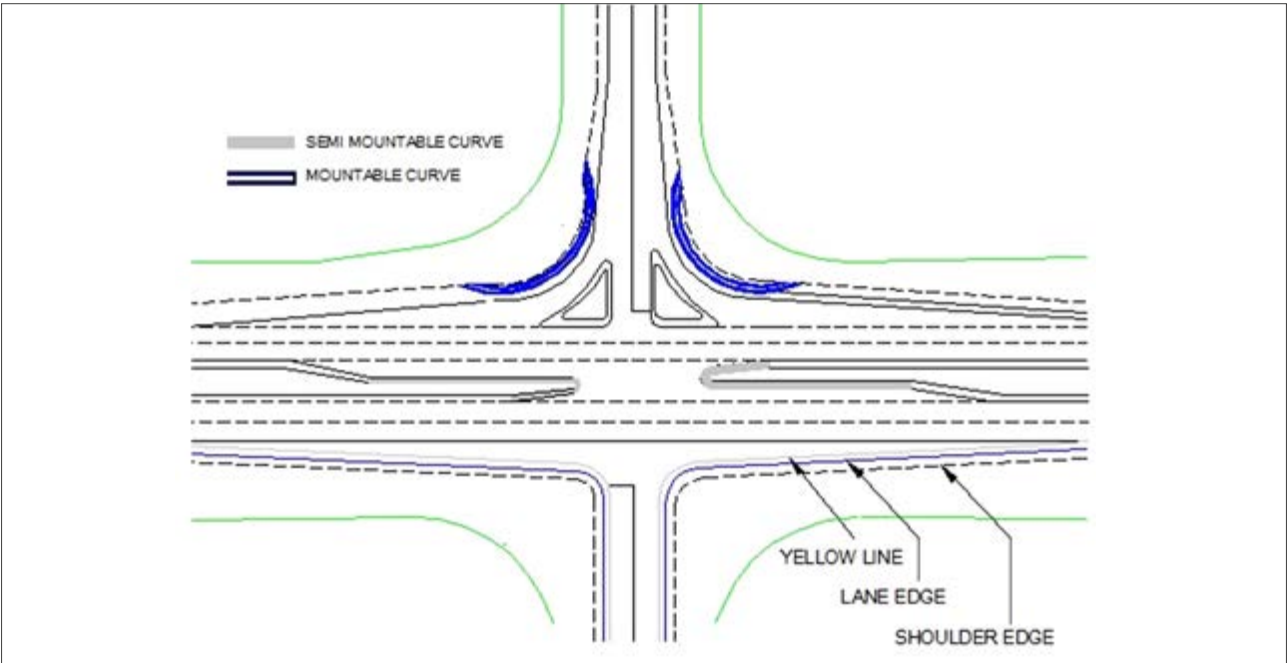 SEMI MOUNTABLE CURVE
MOUNTABLE CURVE
YELLOW LINE
LANE EDGE
SHOULDER EDGE